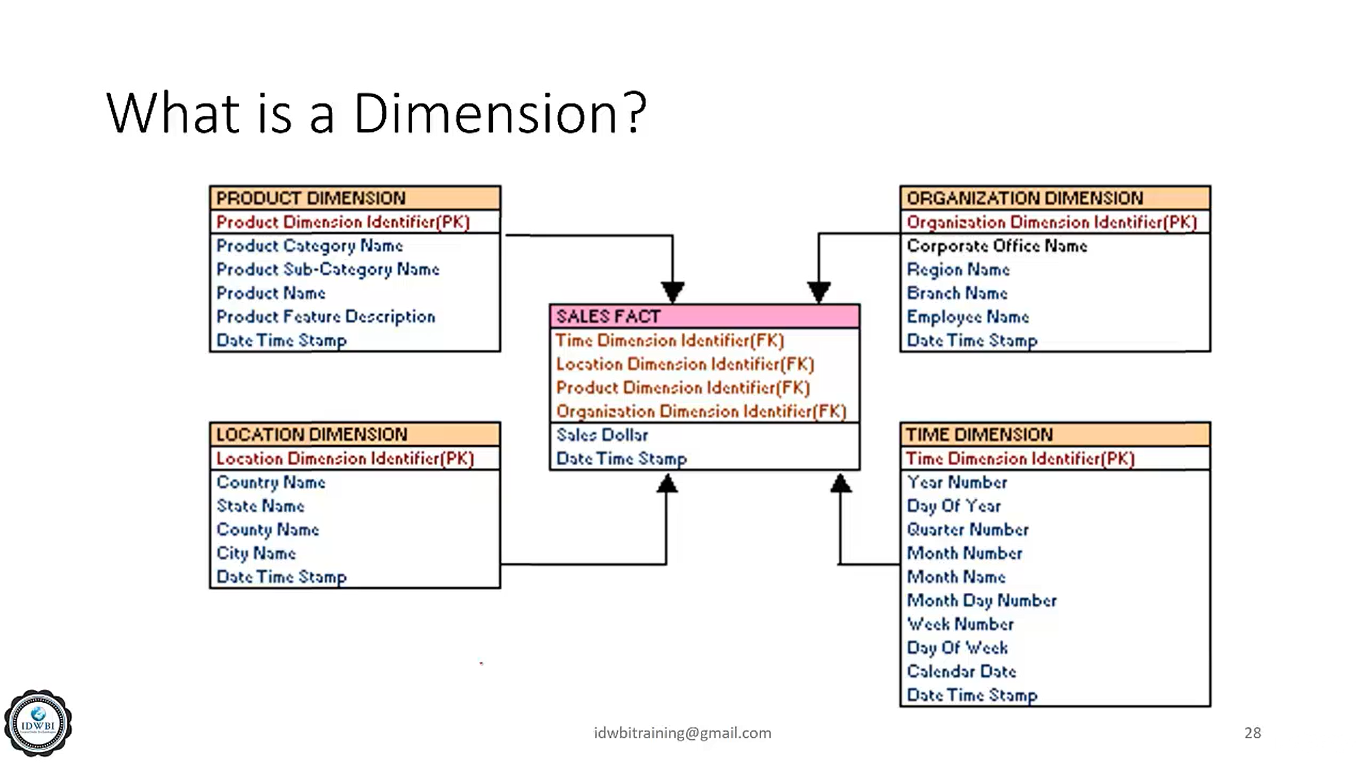 What is a Dimension?
PRODUCT DIMENSION
Product Dimension Identifier(PK)
Product Category Name
Product Sub-Category Name
Product Name
Product Feature Description
Date Time Stamp
ORGANIZATION DIMENSION
Organization Dimension Identifier(PK)
Corporate Office Name
Region Name
Branch Name
Employee Name
Date Time Stamp
SALES FACT
Time Dimension Identifier(FK)
Location Dimension Identifier(FK)
Product Dimension Identifier(FK)
Organization Dimension Identifier(FK)
Sales Dollar
Date Time Stamp
LOCATION DIMENSION
Location Dimension Identifier(PK)
Country Name
State Name
County Name
City Name
Date Time Stamp
TIME DIMENSION
Time Dimension Identifier(PK)
Year Number
Day Of Year
Quarter Number
Month Number
Month Name
Month Day Number
Week Number
Day Of Week
Calendar Date
Date Time Stamp
IDWBI
idwbitraining@gmail.com
28